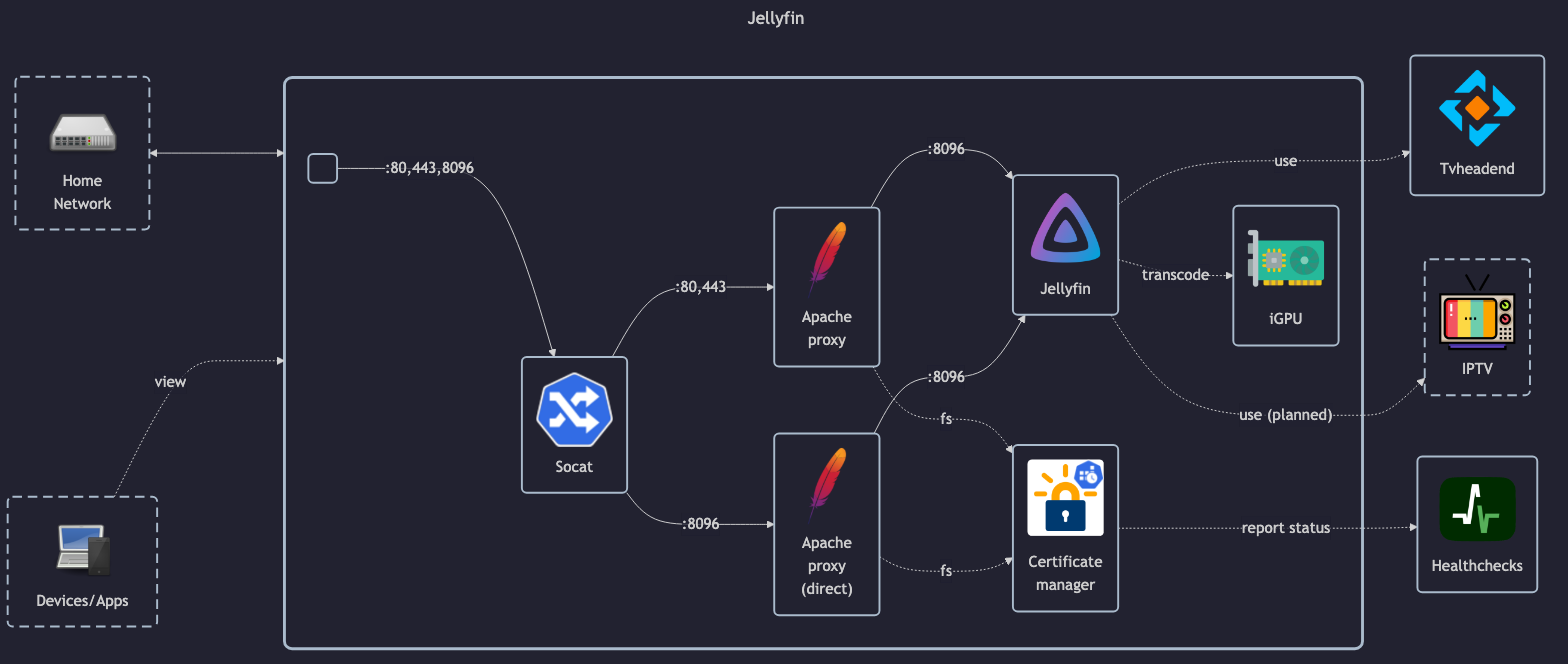 Jellyfin
Home
Network
view
Devices/Apps
:80,443,8096
Socat
:80,443
:8096
Apache
proxy
Apache
proxy
(direct)
:8096
:8096
fs
fs
Jellyfin
Certificate
manager
use
transcode
iGPU
use (planned)
report status
Tvheadend
IPTV
Healthchecks